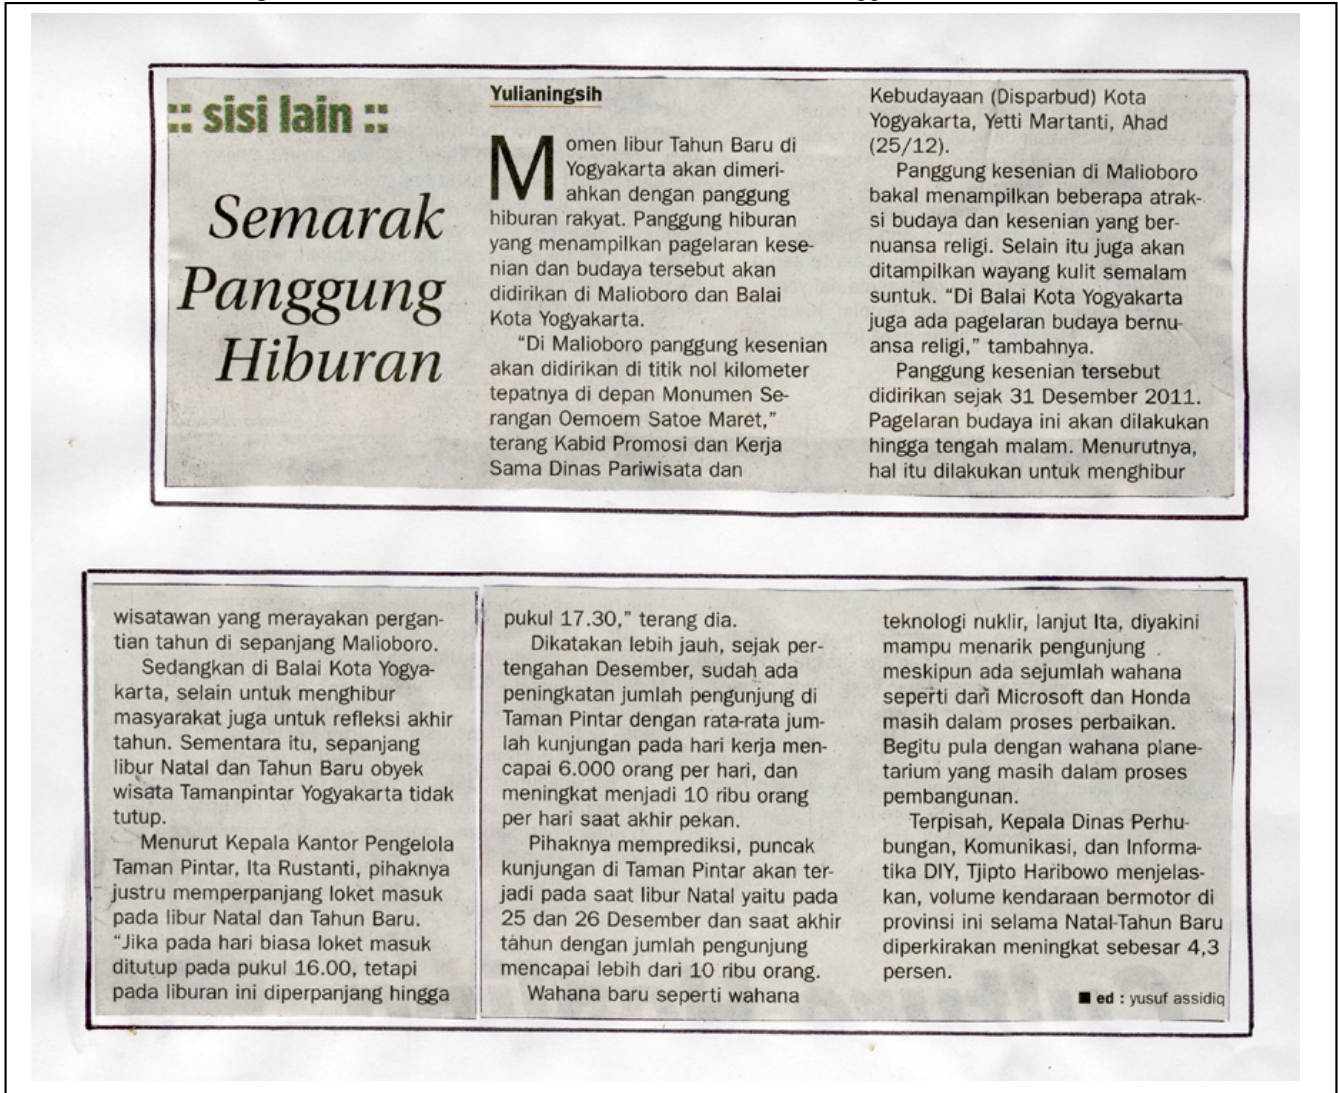 :: sisi lain ::
Semarak
Panggung
Hiburan
Yulianingsih
Momen libur Tahun Baru di
Yogyakarta akan dimeri-
ahkan dengan panggung
hiburan rakyat. Panggung hiburan
yang menampilkan pagelaran kese-
nian dan budaya tersebut akan
didirikan di Malioboro dan Balai
Kota Yogyakarta.
"Di Malioboro panggung kesenian
akan didirikan di titik nol kilometer
tepatnya di depan Monumen Se-
rangan Oemoem Satoe Maret,"
terang Kabid Promosi dan Kerja
Sama Dinas Pariwisata dan
Kebudayaan (Disparbud) Kota
Yogyakarta, Yetti Martanti, Ahad
(25/12).
Panggung kesenian di Malioboro
bakal menampilkan beberapa atrak-
si budaya dan kesenian yang ber-
nuansa religi. Selain itu juga akan
ditampilkan wayang kulit semalam
suntuk. "Di Balai Kota Yogyakarta
juga ada pagelaran budaya bernu-
ansa religi," tambahnya.
Panggung kesenian tersebut
didirikan sejak 31 Desember 2011.
Pagelaran budaya ini akan dilakukan
hingga tengah malam. Menurutnya,
hal itu dilakukan untuk menghibur
wisatawan yang merayakan pergan-
tian tahun di sepanjang Malioboro.
Sedangkan di Balai Kota Yogya-
karta, selain untuk menghibur
masyarakat juga untuk refleksi akhir
tahun. Sementara itu, sepanjang
libur Natal dan Tahun Baru obyek
wisata Tamanpintar Yogyakarta tidak
tutup.
Menurut Kepala Kantor Pengelola
Taman Pintar, Ita Rustanti, pihaknya
justru memperpanjang loket masuk
pada libur Natal dan Tahun Baru.
"Jika pada hari biasa loket masuk
ditutup pada pukul 16.00, tetapi
pada liburan ini diperpanjang hingga
pukul 17.30," terang dia.
Dikatakan lebih jauh, sejak per-
tengahan Desember, sudah ada
peningkatan jumlah pengunjung di
Taman Pintar dengan rata-rata jum-
lah kunjungan pada hari kerja men-
capai 6.000 orang per hari, dan
meningkat menjadi 10 ribu orang
per hari saat akhir pekan.
Pihaknya memprediksi, puncak
kunjungan di Taman Pintar akan ter-
jadi pada saat libur Natal yaitu pada
25 dan 26 Desember dan saat akhir
tahun dengan jumlah pengunjung
mencapai lebih dari 10 ribu orang.
Wahana baru seperti wahana
teknologi nuklir, lanjut Ita, diyakini
mampu menarik pengunjung
meskipun ada sejumlah wahana
seperti dari Microsoft dan Honda
masih dalam proses perbaikan.
Begitu pula dengan wahana plane-
tarium yang masih dalam proses
pembangunan.
Terpisah, Kepala Dinas Perhu-
bungan, Komunikasi, dan Informa-
tika DIY, Tjipto Haribowo menjelas-
kan, volume kendaraan bermotor di
provinsi ini selama Natal-Tahun Baru
diperkirakan meningkat sebesar 4,3
persen.
■ ed : yusuf assidiq